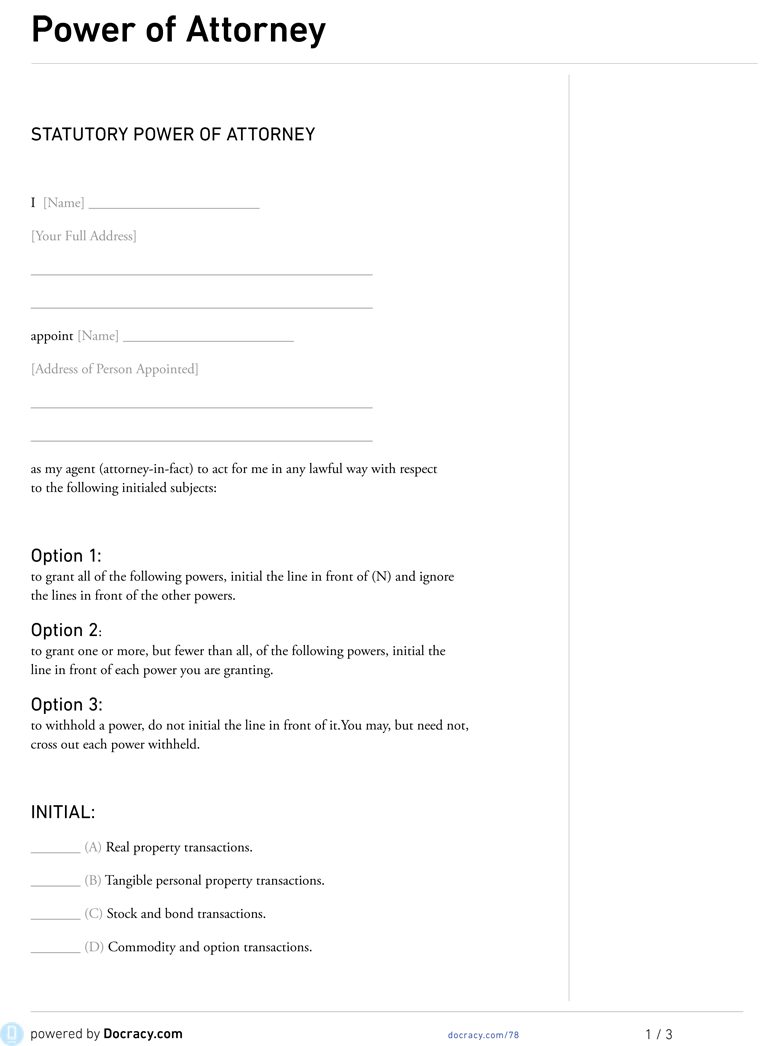 Power of Attorney
STATUTORY POWER OF ATTORNEY
I [Name] ______________________
[Your Full Address]
____________________________________________
____________________________________________
appoint [Name] ______________________
[Address of Person Appointed]
____________________________________________
____________________________________________
as my agent (attorney-in-fact) to act for me in any lawful way with respect
to the following initialed subjects:
Option 1:
to grant all of the following powers, initial the line in front of (N) and ignore
the lines in front of the other powers.
Option 2:
to grant one or more, but fewer than all, of the following powers, initial the
line in front of each power you are granting.
Option 3:
to withhold a power, do not initial the line in front of it.You may, but need not,
cross out each power withheld.
INITIAL:
_______ (A) Real property transactions.
_______ (B) Tangible personal property transactions.
_______ (C) Stock and bond transactions.
_______ (D) Commodity and option transactions.
powered by Docracy.com docracy.com/78 1 / 3